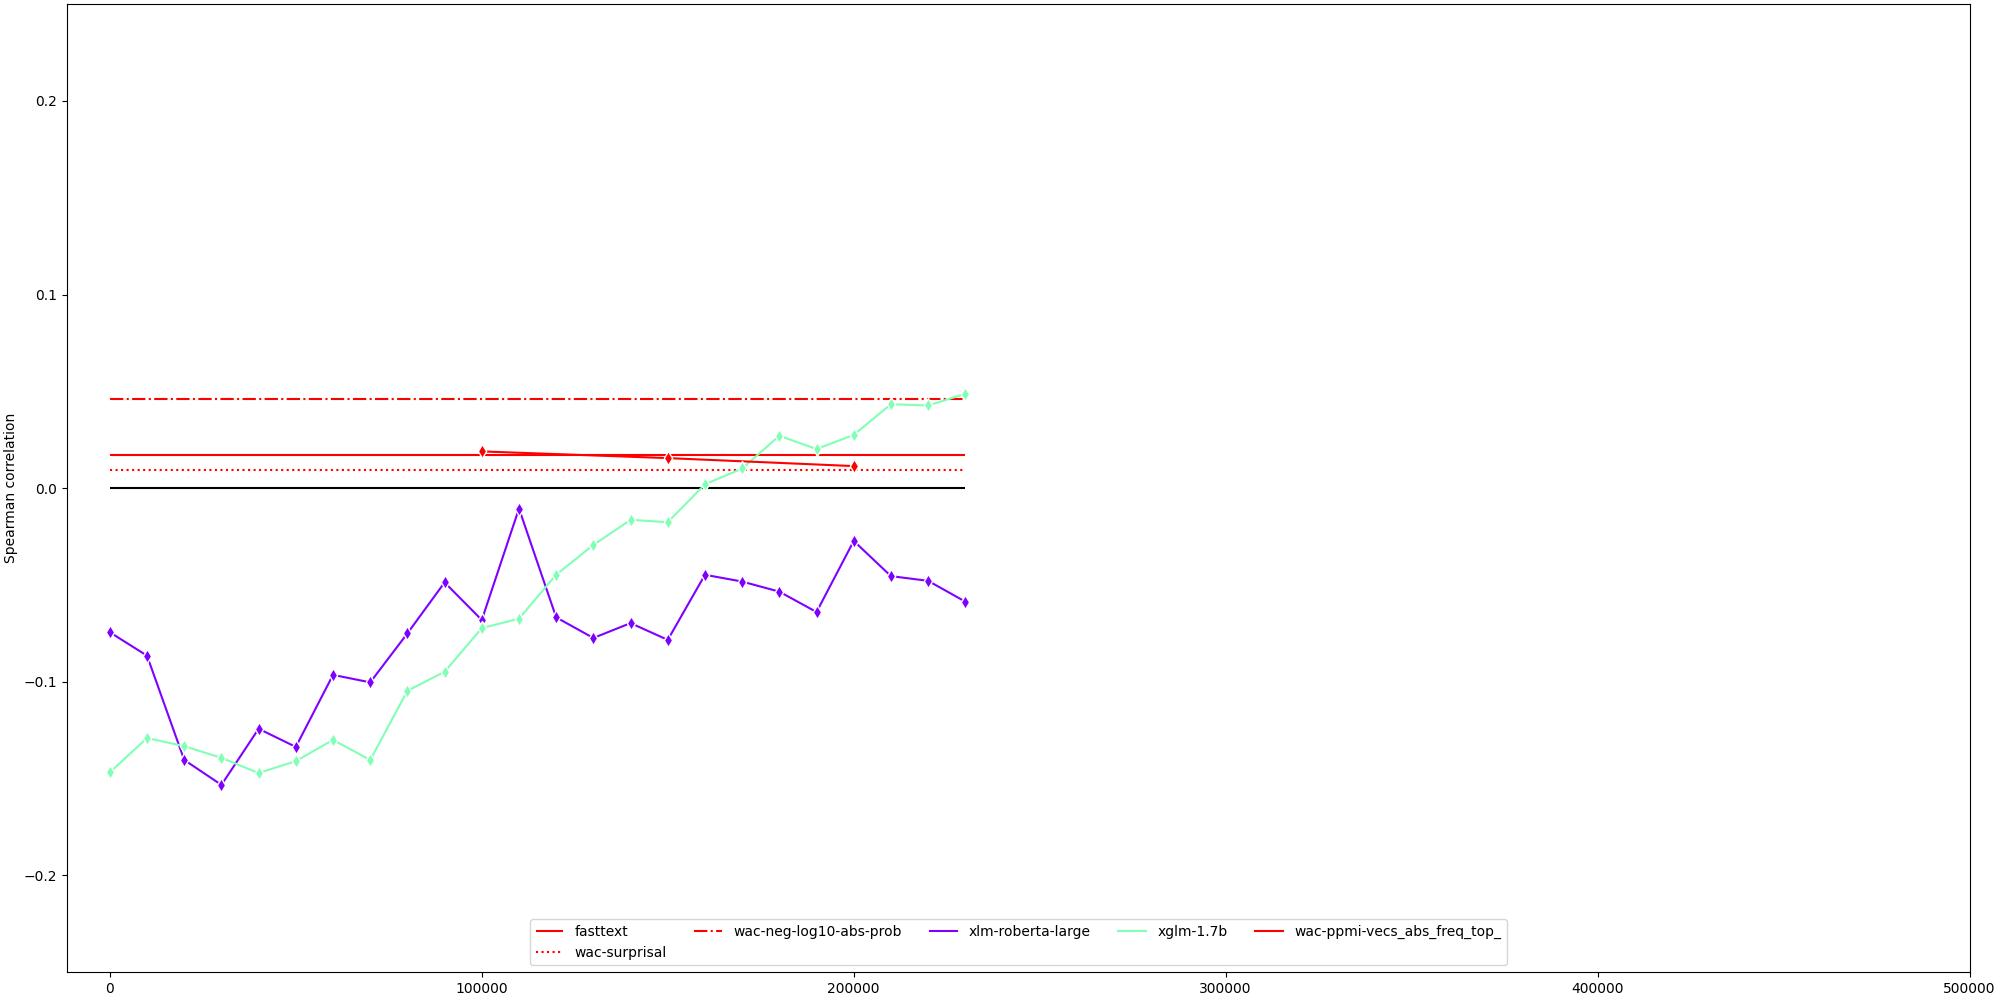 0.2
0.1
0.0
−0.1
−0.2
Spearman correlation
0
100000
200000
300000
400000
500000
fasttext
wac-surprisal
wac-neg-log10-abs-prob
xlm-roberta-large
xglm-1.7b
wac-ppmi-vecs_abs_freq_top_